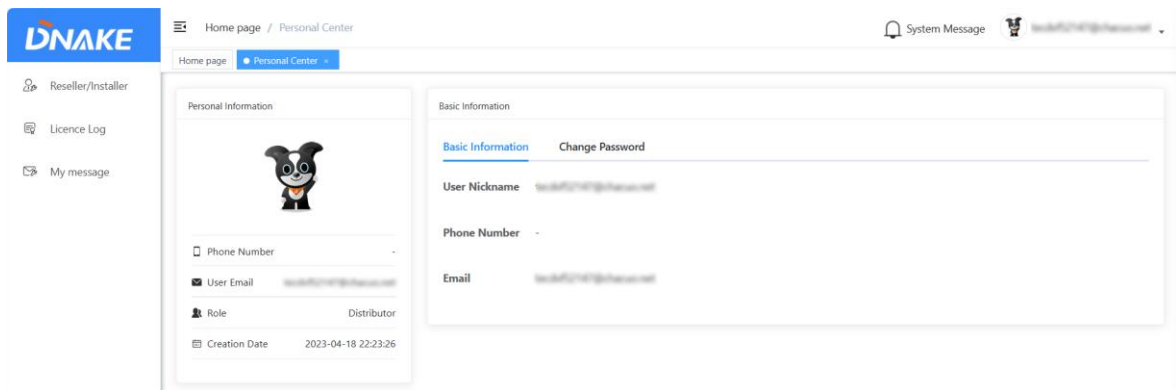 DNAKE
Home page / Personal Center
System Message
Home page
Personal Center ×
Reseller/Installer
Licence Log
My message
Personal Information
Phone Number -
User Email
Role Distributor
Creation Date 2023-04-18 22:23:26
Basic Information
Basic Information Change Password
User Nickname
Phone Number -
Email